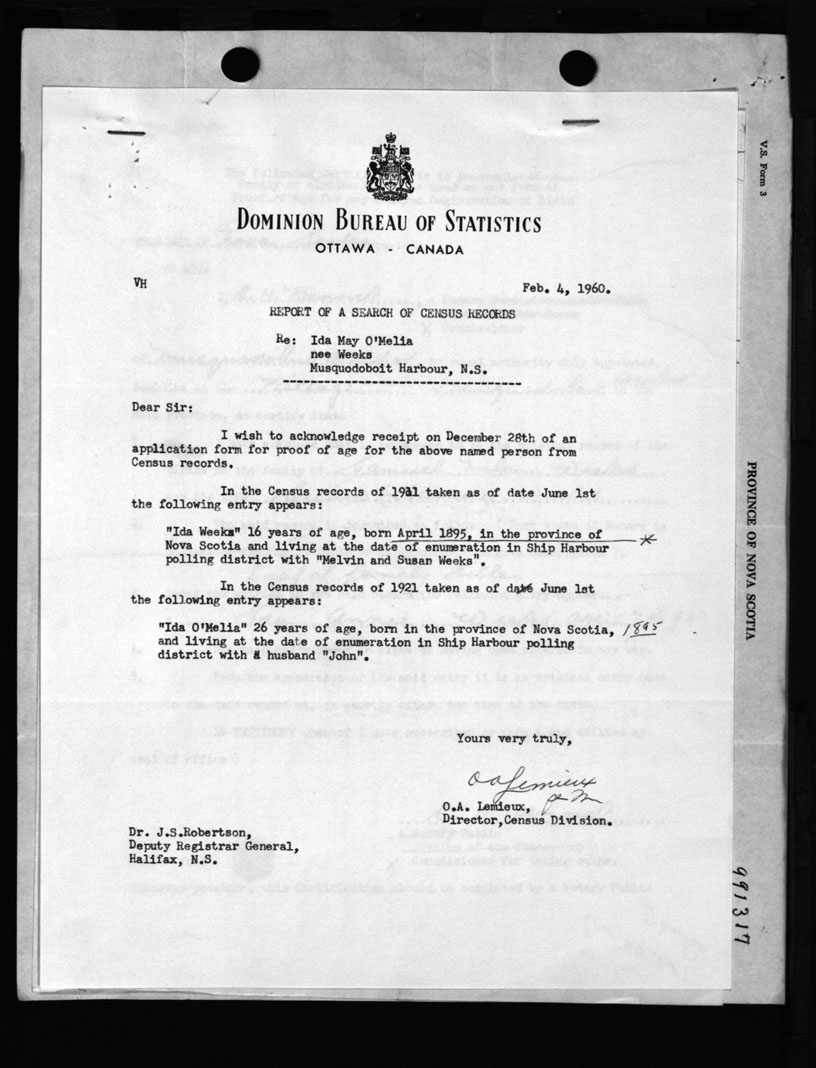 V.S. Form 3
PROVINCE OF NOVA SCOTIA
DOMINION BUREAU OF STATISTICS
OTTAWA - CANADA
VH
Feb. 4, 1960.
REPORT OF A SEARCH OF CENSUS RECORDS
Re: Ida May O'Melia
nee Weeks
Musquodoboit Harbour, N.S.
Dear Sir:
I wish to acknowledge receipt on December 28th of an
application form for proof of age for the above named person from
Census records.
In the Census records of 1911 taken as of date June 1st
the following entry appears:
"Ida Weeks" 16 years of age, born April 1895, in the province of
Nova Scotia and living at the date of enumeration in Ship Harbour
polling district with "Melvin and Susan Weeks".
In the Census records of 1921 taken as of date June 1st
the following entry appears:
"Ida O'Melia" 26 years of age, born in the province of Nova Scotia, 1895
and living at the date of enumeration in Ship Harbour polling
district with husband "John".
Yours very truly,
O A Lemieux
O.A. Lemieux,
Director,Census Division.
Dr. J.S.Robertson,
Deputy Registrar General,
Halifax, N.S.
991317